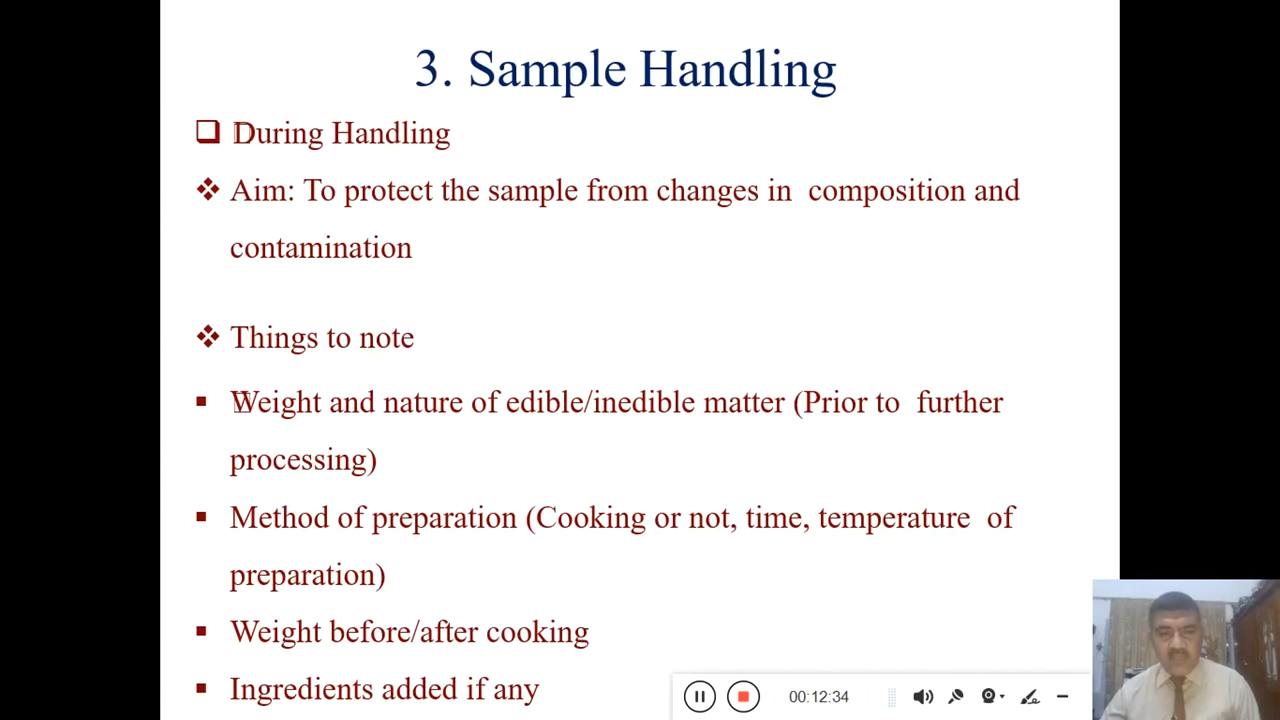 3. Sample Handling
❑ During Handling
❖ Aim: To protect the sample from changes in composition and
contamination
❖ Things to note
▪ Weight and nature of edible/inedible matter (Prior to further
processing)
▪ Method of preparation (Cooking or not, time, temperature of
preparation)
▪ Weight before/after cooking
▪ Ingredients added if any
00:12:34